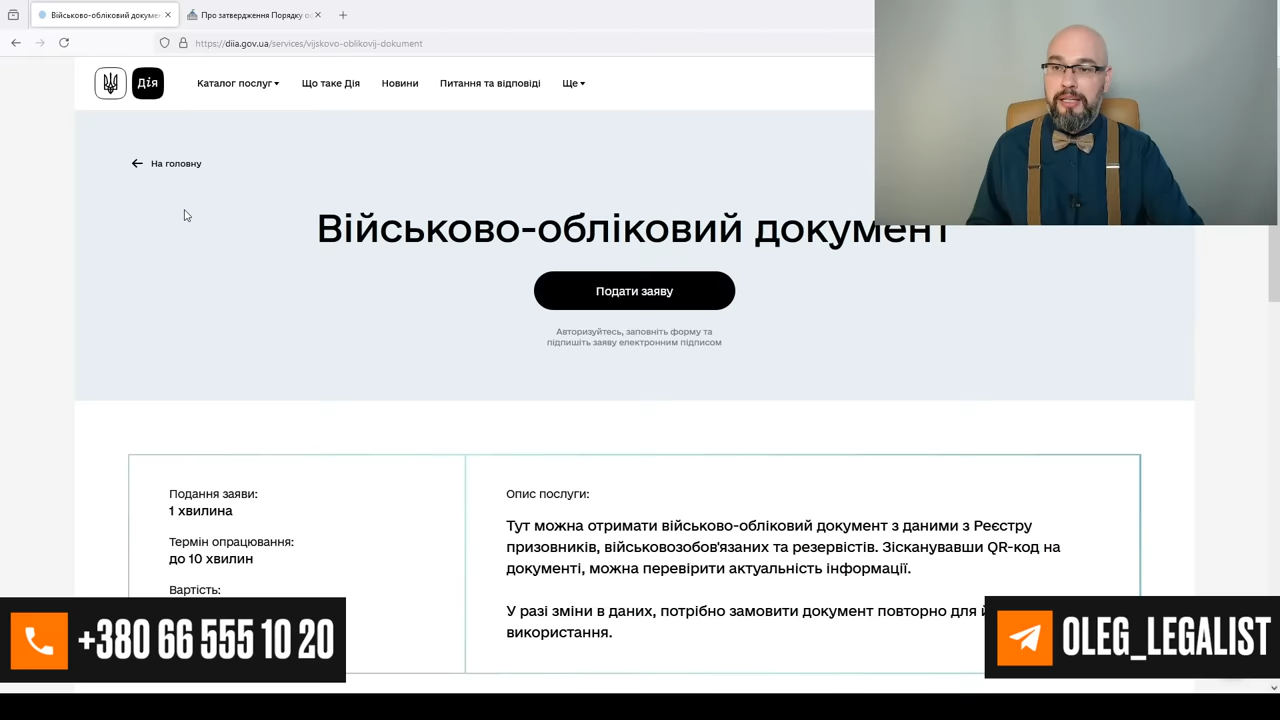 Військово-обліковий докуме
Про затвердження Порядку о
https://diia.gov.ua/services/vijskovo-oblikovij-dokument
Дія
Каталог послуг
Що таке Дія
Новини
Питання та відповіді
Ще
На головну
Військово-обліковий документ
Подати заяву
Авторизуйтесь, заповніть форму та
підпишіть заяву електронним підписом
Подання заяви:
1 хвилина
Термін опрацювання:
до 10 хвилин
Вартість:
Опис послуги:
Тут можна отримати військово-обліковий документ з даними з Реєстру
призовників, військовозобов'язаних та резервістів. Зісканувавши QR-код на
документі, можна перевірити актуальність інформації.
У разі зміни в даних, потрібно замовити документ повторно для
використання.
+380 66 555 10 20
OLEG_LEGALIST